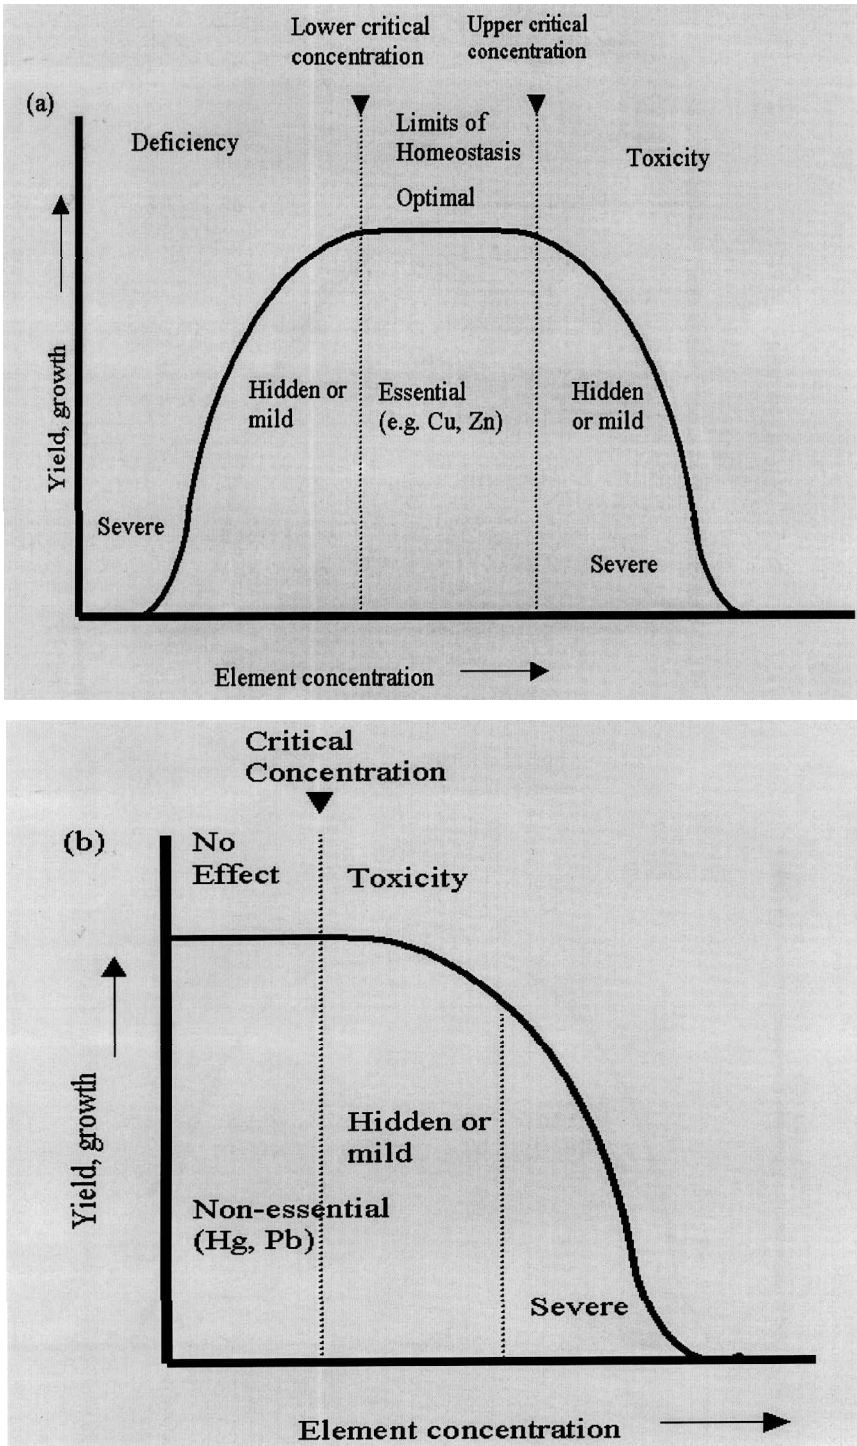 Lower critical
concentration
Upper critical
concentration
(a)
Deficiency
Limits of
Homeostasis
Optimal
Toxicity
Yield, growth
Hidden or
mild
Essential
(e.g. Cu, Zn)
Hidden
or mild
Severe
Severe
Element concentration
Critical
Concentration
(b)
No
Effect
Toxicity
Yield, growth
Hidden or
mild
Non-essential
(Hg, Pb)
Severe
Element concentration